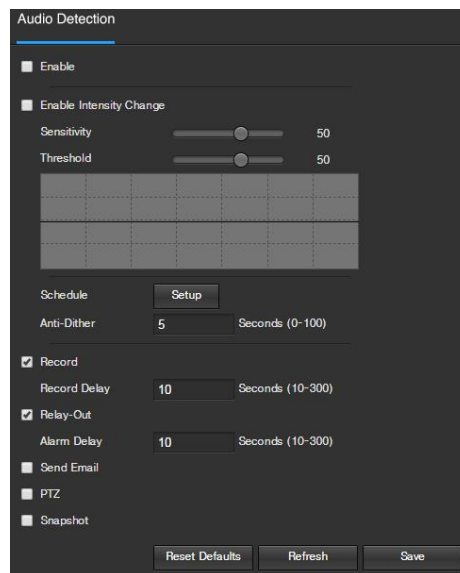 Audio Detection
Enable
Enable Intensity Change
Sensitivity 50
Threshold 50
Schedule Setup
Anti-Dither 5 Seconds (0-100)
Record
Record Delay 10 Seconds (10-300)
Relay-Out
Alarm Delay 10 Seconds (10-300)
Send Email
PTZ
Snapshot
Reset Defaults Refresh Save